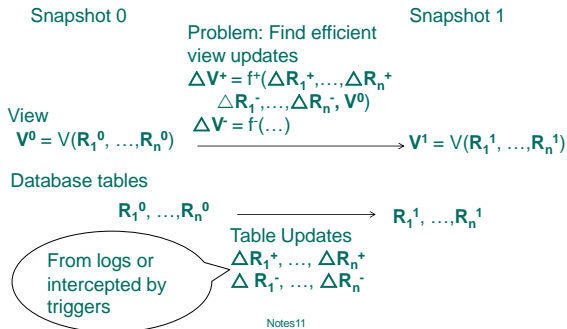 Snapshot 0
Snapshot 1
Problem: Find efficient
view updates
△V⁺ = f⁺(△R₁⁺,…,△Rₙ⁺
△R₁⁻,…,△Rₙ⁻, V⁰)
△V⁻ = f⁻(…)
View
V⁰ = V(R₁⁰, …,Rₙ⁰)
V¹ = V(R₁¹, …,Rₙ¹)
Database tables
R₁⁰, …,Rₙ⁰
R₁¹, …,Rₙ¹
Table Updates
△R₁⁺, …, △Rₙ⁺
△ R₁⁻, …, △Rₙ⁻
From logs or
intercepted by
triggers
Notes11